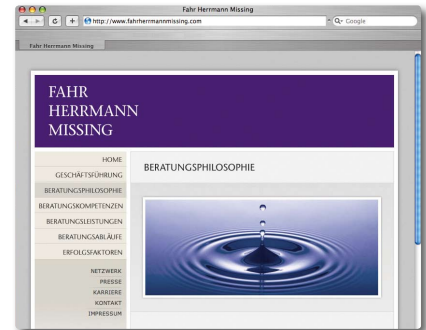 Fahr Herrmann Missing
http://www.fahrherrmannmissing.com
Google
Fahr Herrmann Missing
FAHR
HERRMANN
MISSING
HOME
GESCHÄFTSFÜHRUNG
BERATUNGSPHILOSOPHIE
BERATUNGSKOMPETENZEN
BERATUNGSLEISTUNGEN
BERATUNGSABLÄUFE
ERFOLGSFAKTOREN
NETZWERK
PRESSE
KARRIERE
KONTAKT
IMPRESSUM
BERATUNGSPHILOSOPHIE